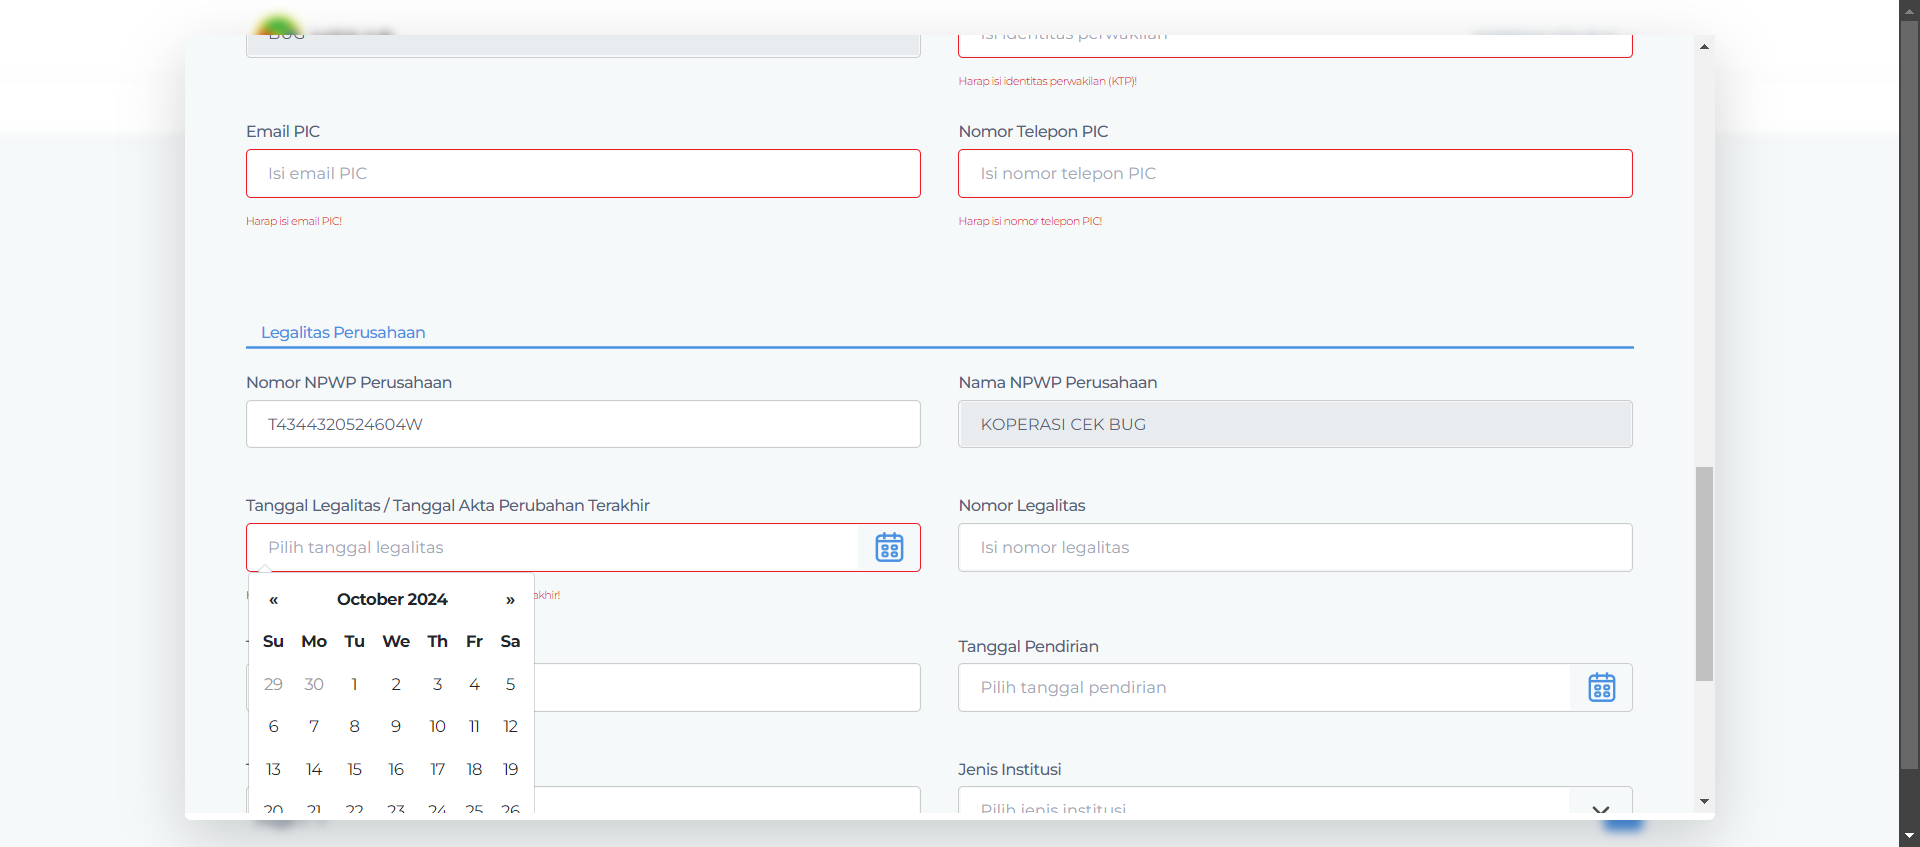 BUG
Isi identitas perwakilan
Harap isi identitas perwakilan (KTP)!
Email PIC
Nomor Telepon PIC
Isi email PIC
Isi nomor telepon PIC
Harap isi email PIC!
Harap isi nomor telepon PIC!
Legalitas Perusahaan
Nomor NPWP Perusahaan
Nama NPWP Perusahaan
T4344320524604W
KOPERASI CEK BUG
Tanggal Legalitas / Tanggal Akta Perubahan Terakhir
Nomor Legalitas
Pilih tanggal legalitas
Isi nomor legalitas
« October 2024 »
Su Mo Tu We Th Fr Sa
29 30 1 2 3 4 5
6 7 8 9 10 11 12
13 14 15 16 17 18 19
20 21 22 23 24 25 26
Tanggal Pendirian
Pilih tanggal pendirian
Jenis Institusi
Pilih jenis institusi